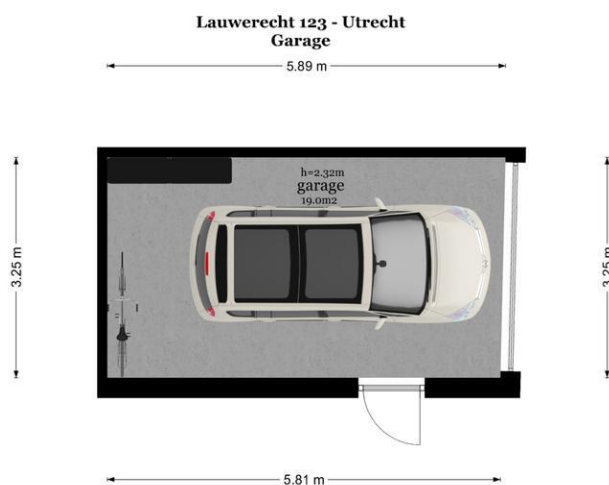 Lauwerecht 123 - Utrecht
Garage
5.89 m
h=2.32m
garage
19.0m2
3.25 m
3.25 m
5.81 m